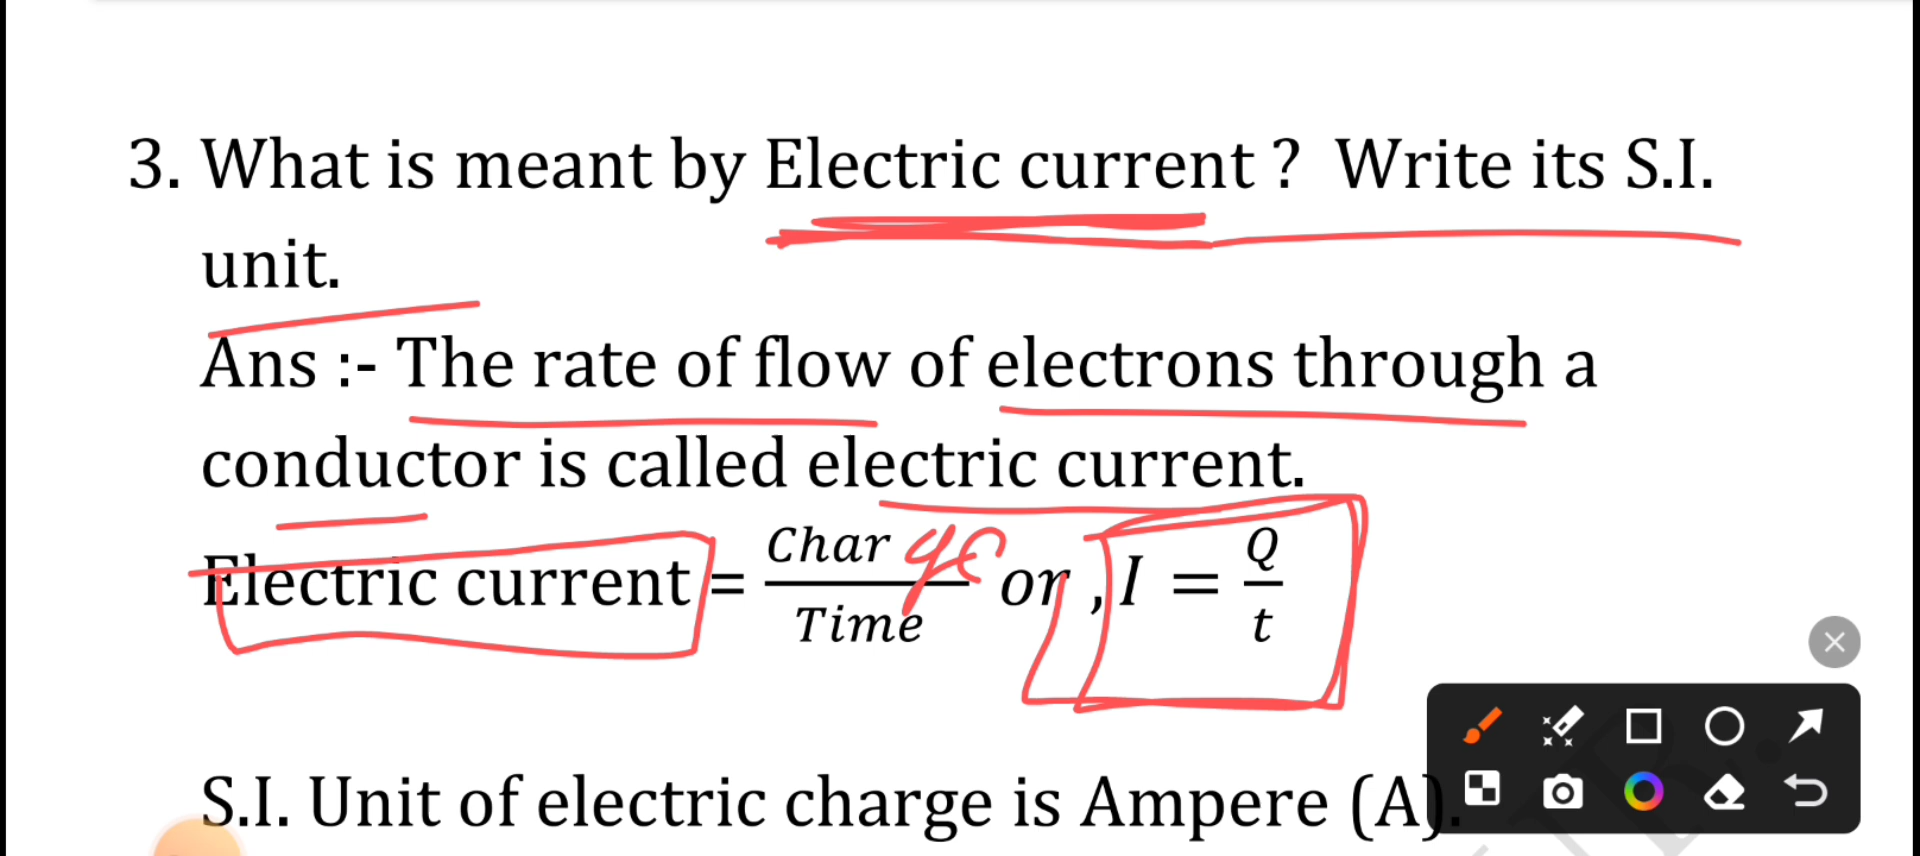 3. What is meant by Electric current ? Write its S.I.
unit.
Ans :- The rate of flow of electrons through a
conductor is called electric current.
Electric current = Charge/Time or , I = Q/t
S.I. Unit of electric charge is Ampere (A).